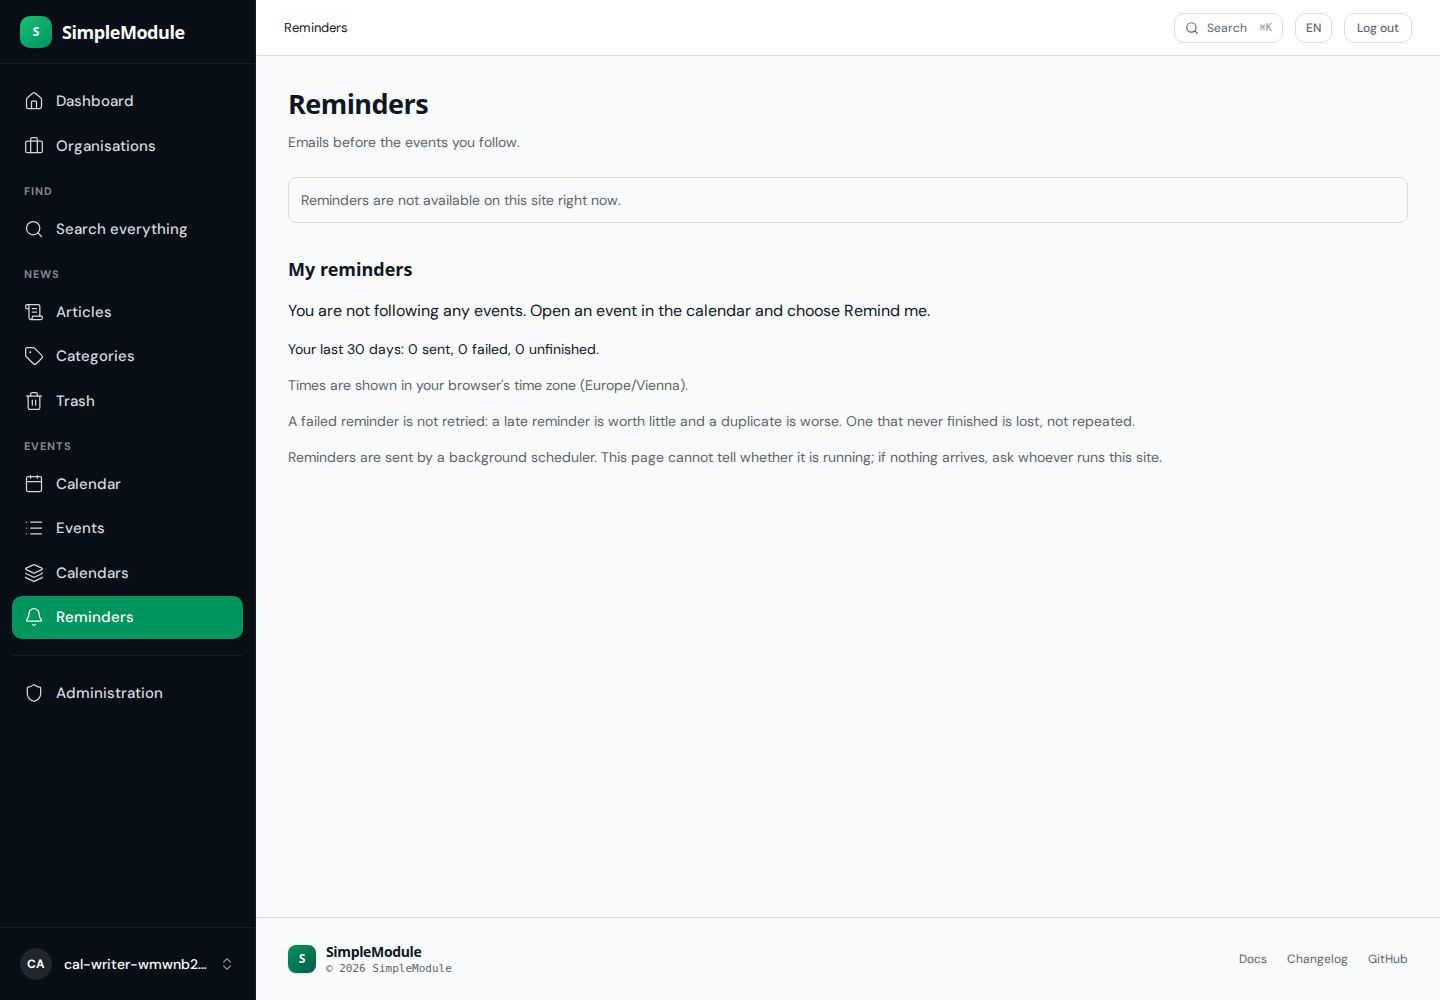 S SimpleModule
Dashboard
Organisations
FIND
Search everything
NEWS
Articles
Categories
Trash
EVENTS
Calendar
Events
Calendars
Reminders
Administration
CA cal-writer-wmwnb2...
Reminders
Search ⌘K EN Log out
Reminders
Emails before the events you follow.
Reminders are not available on this site right now.
My reminders
You are not following any events. Open an event in the calendar and choose Remind me.
Your last 30 days: 0 sent, 0 failed, 0 unfinished.
Times are shown in your browser's time zone (Europe/Vienna).
A failed reminder is not retried: a late reminder is worth little and a duplicate is worse. One that never finished is lost, not repeated.
Reminders are sent by a background scheduler. This page cannot tell whether it is running; if nothing arrives, ask whoever runs this site.
S SimpleModule
© 2026 SimpleModule
Docs Changelog GitHub